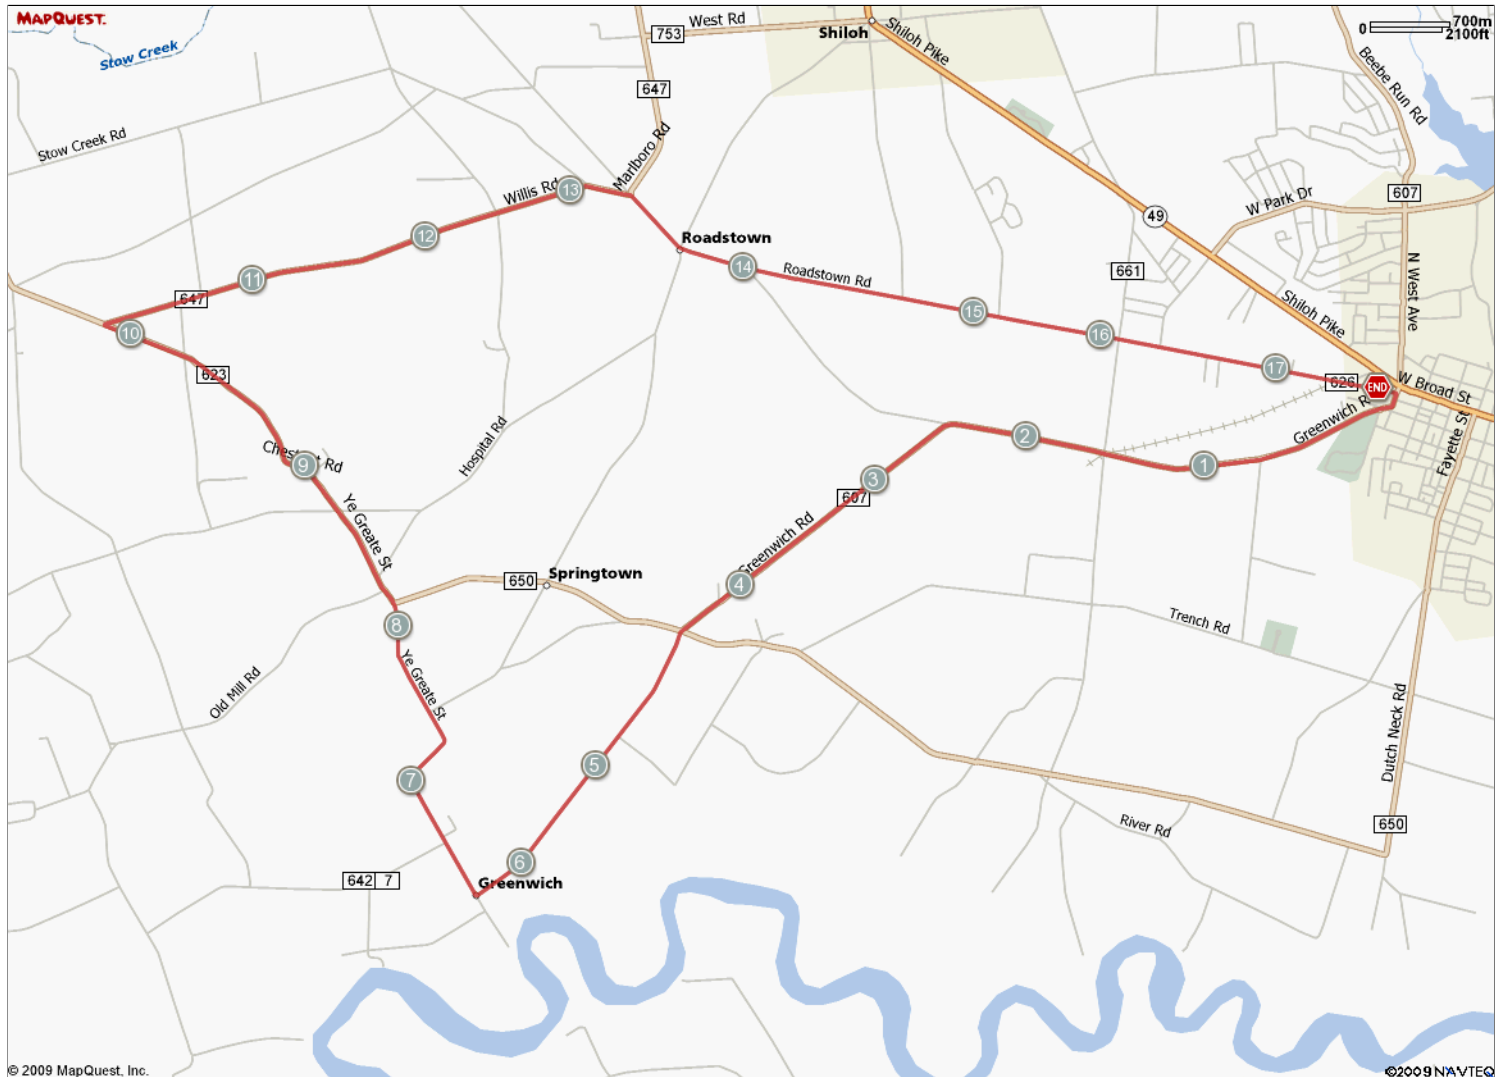 MAPQUEST.
Stow Creek
753
West Rd
Shiloh
Shiloh Pike
0
700m
2100ft
647
Beebe Run Rd
Stow Creek Rd
Marlboro Rd
Willis Rd
13
607
W Park Dr
49
12
Roadstown
14
Roadstown Rd
661
N West Ave
11
647
15
Shiloh Pike
16
10
17
623
626
END
W Broad St
Greenwich R
Fayette St
Hospital Rd
2
Rd
9
1
3
607
Ye Greate St
Greenwich Rd
650
Springtown
4
8
Trench Rd
Ye Greate St
Old Mill Rd
Dutch Neck Rd
5
7
River Rd
650
6
642
7
Greenwich
© 2009 MapQuest, Inc.
©2009 NAVTEQ